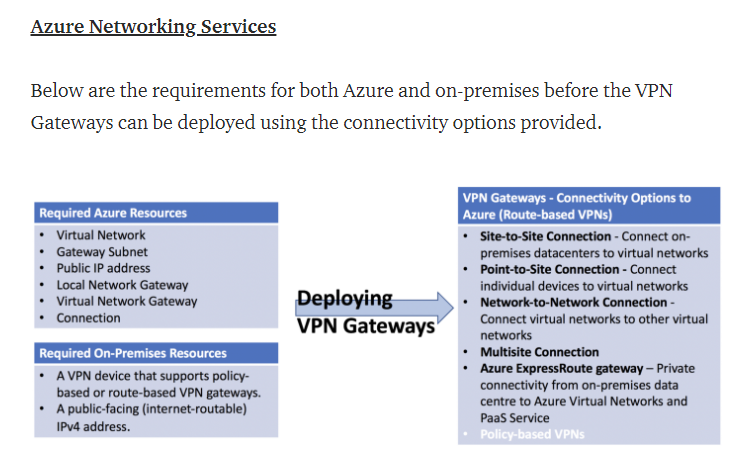 Azure Networking Services
Below are the requirements for both Azure and on-premises before the VPN
Gateways can be deployed using the connectivity options provided.
Required Azure Resources
• Virtual Network
• Gateway Subnet
• Public IP address
• Local Network Gateway
• Virtual Network Gateway
• Connection
Required On-Premises Resources
• A VPN device that supports policy-
based or route-based VPN gateways.
• A public-facing (internet-routable)
IPv4 address.
Deploying
VPN Gateways
VPN Gateways - Connectivity Options to
Azure (Route-based VPNs)
• Site-to-Site Connection - Connect on-
premises datacenters to virtual networks
• Point-to-Site Connection - Connect
individual devices to virtual networks
• Network-to-Network Connection -
Connect virtual networks to other virtual
networks
• Multisite Connection
• Azure ExpressRoute gateway – Private
connectivity from on-premises data
centre to Azure Virtual Networks and
PaaS Service
• Policy-based VPNs